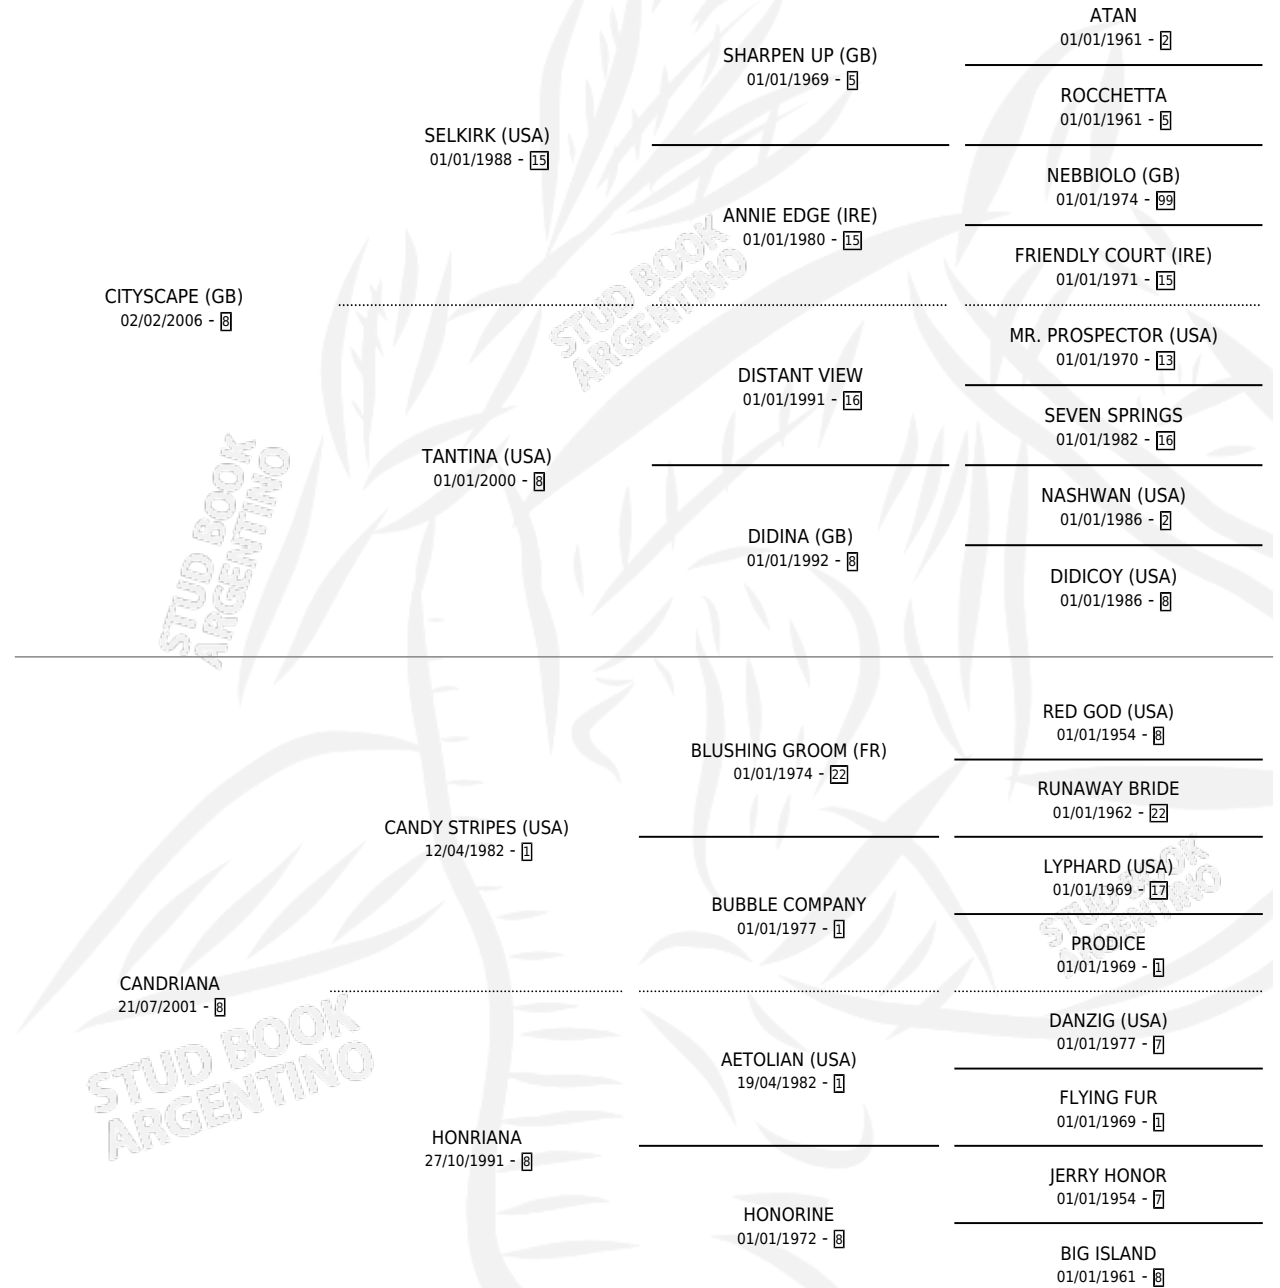 ATAN
01/01/1961 - 2
SHARPEN UP (GB)
01/01/1969 - 5
ROCCHETTA
01/01/1961 - 5
SELKIRK (USA)
01/01/1988 - 15
NEBBIOLO (GB)
01/01/1974 - 99
ANNIE EDGE (IRE)
01/01/1980 - 15
FRIENDLY COURT (IRE)
01/01/1971 - 15
CITYSCAPE (GB)
02/02/2006 - 8
MR. PROSPECTOR (USA)
01/01/1970 - 13
DISTANT VIEW
01/01/1991 - 16
SEVEN SPRINGS
01/01/1982 - 16
TANTINA (USA)
01/01/2000 - 8
NASHWAN (USA)
01/01/1986 - 2
DIDINA (GB)
01/01/1992 - 8
DIDICOY (USA)
01/01/1986 - 8
RED GOD (USA)
01/01/1954 - 8
BLUSHING GROOM (FR)
01/01/1974 - 22
RUNAWAY BRIDE
01/01/1962 - 22
CANDY STRIPES (USA)
12/04/1982 - 1
LYPHARD (USA)
01/01/1969 - 17
BUBBLE COMPANY
01/01/1977 - 1
PRODICE
01/01/1969 - 1
CANDRIANA
21/07/2001 - 8
DANZIG (USA)
01/01/1977 - 7
AETOLIAN (USA)
19/04/1982 - 1
FLYING FUR
01/01/1969 - 1
HONRIANA
27/10/1991 - 8
JERRY HONOR
01/01/1954 - 7
HONORINE
01/01/1972 - 8
BIG ISLAND
01/01/1961 - 8
STUD BOOK
ARGENTINO
STUD BOOK
ARGENTINO
STUD BOOK
ARGENTINO
STUD BOOK
ARGENTINO